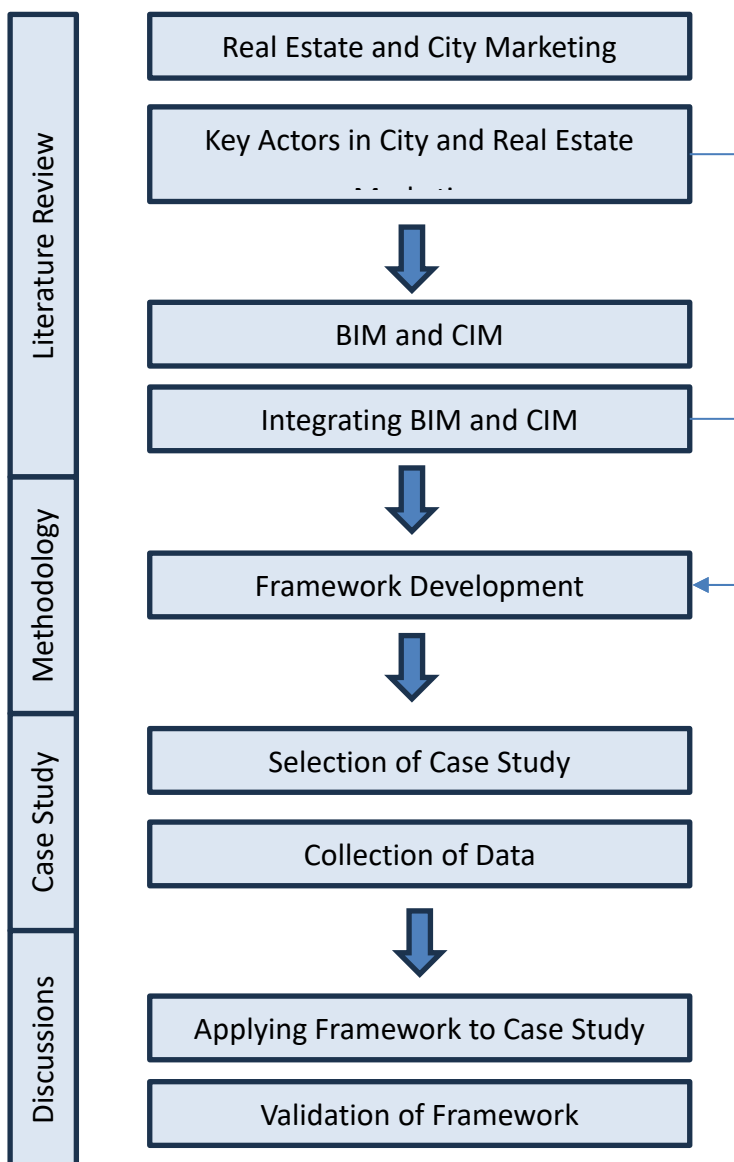 Real Estate and City Marketing
Key Actors in City and Real Estate
Literature Review
BIM and CIM
Integrating BIM and CIM
Methodology
Framework Development
Case Study
Selection of Case Study
Collection of Data
Discussions
Applying Framework to Case Study
Validation of Framework